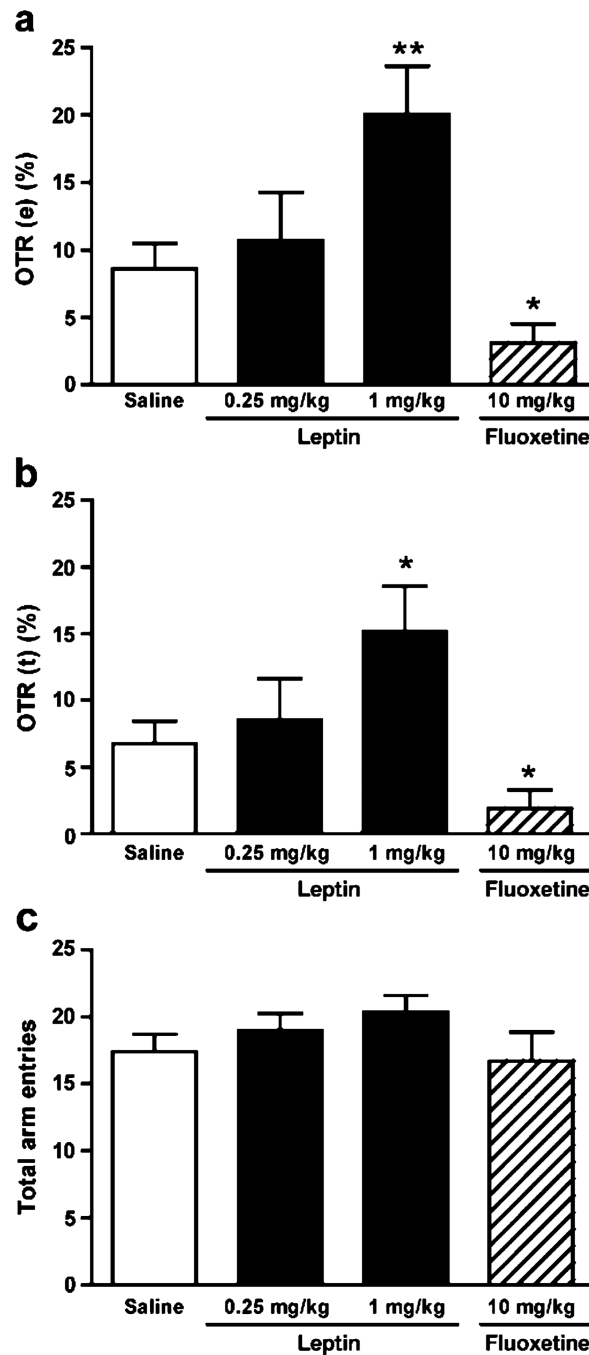 a
25
**
20
OTR (e) (%)
15
10
5
*
0
Saline 0.25 mg/kg 1 mg/kg 10 mg/kg
Leptin Fluoxetine
b
25
20
*
OTR (t) (%)
15
10
5
*
0
Saline 0.25 mg/kg 1 mg/kg 10 mg/kg
Leptin Fluoxetine
c
25
20
Total arm entries
15
10
5
0
Saline 0.25 mg/kg 1 mg/kg 10 mg/kg
Leptin Fluoxetine